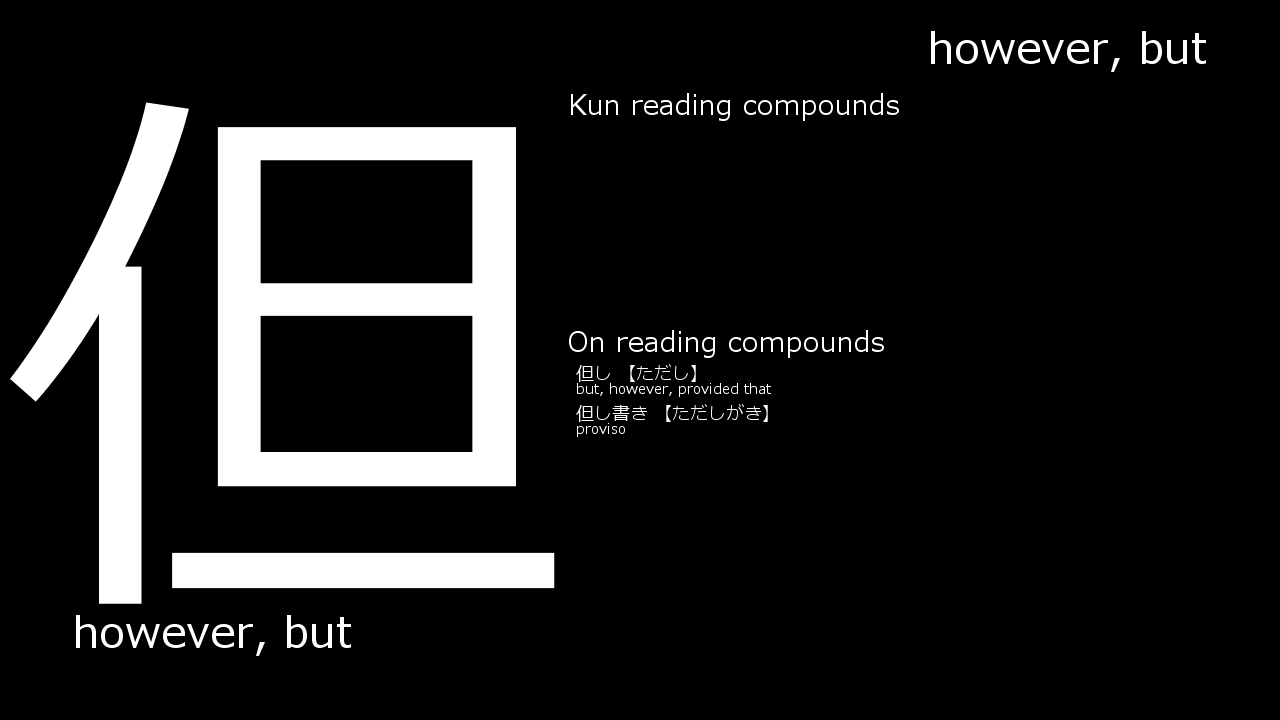 however, but
但
Kun reading compounds
On reading compounds
但し 【ただし】
but, however, provided that
但し書き 【ただしがき】
proviso
however, but